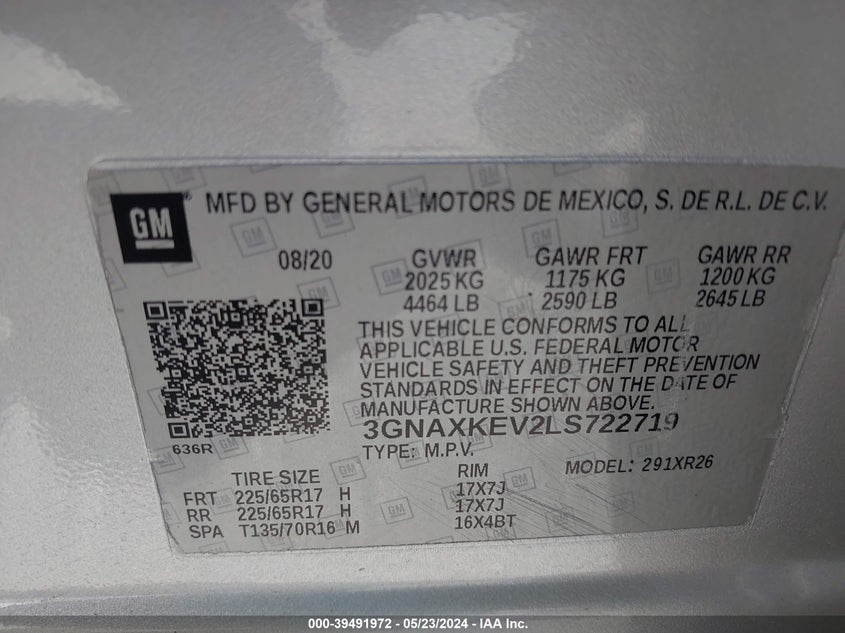 GM ® MFD BY GENERAL MOTORS DE MEXICO, S. DE R.L. DE C.V.
08/20 GVWR GAWR FRT GAWR RR
2025 KG 1175 KG 1200 KG
4464 LB 2590 LB 2645 LB
THIS VEHICLE CONFORMS TO ALL
APPLICABLE U.S. FEDERAL MOTOR
VEHICLE SAFETY AND THEFT PREVENTION
STANDARDS IN EFFECT ON THE DATE OF
MANUFACTURE SHOWN ABOVE.
3GNAXKEV2LS722719
636R TYPE: M.P.V. MODEL: 291XR26
TIRE SIZE RIM
FRT 225/65R17 H 17X7J
RR 225/65R17 H 17X7J
SPA T135/70R16 M 16X4BT
000-39491972 - 05/23/2024 - IAA Inc.